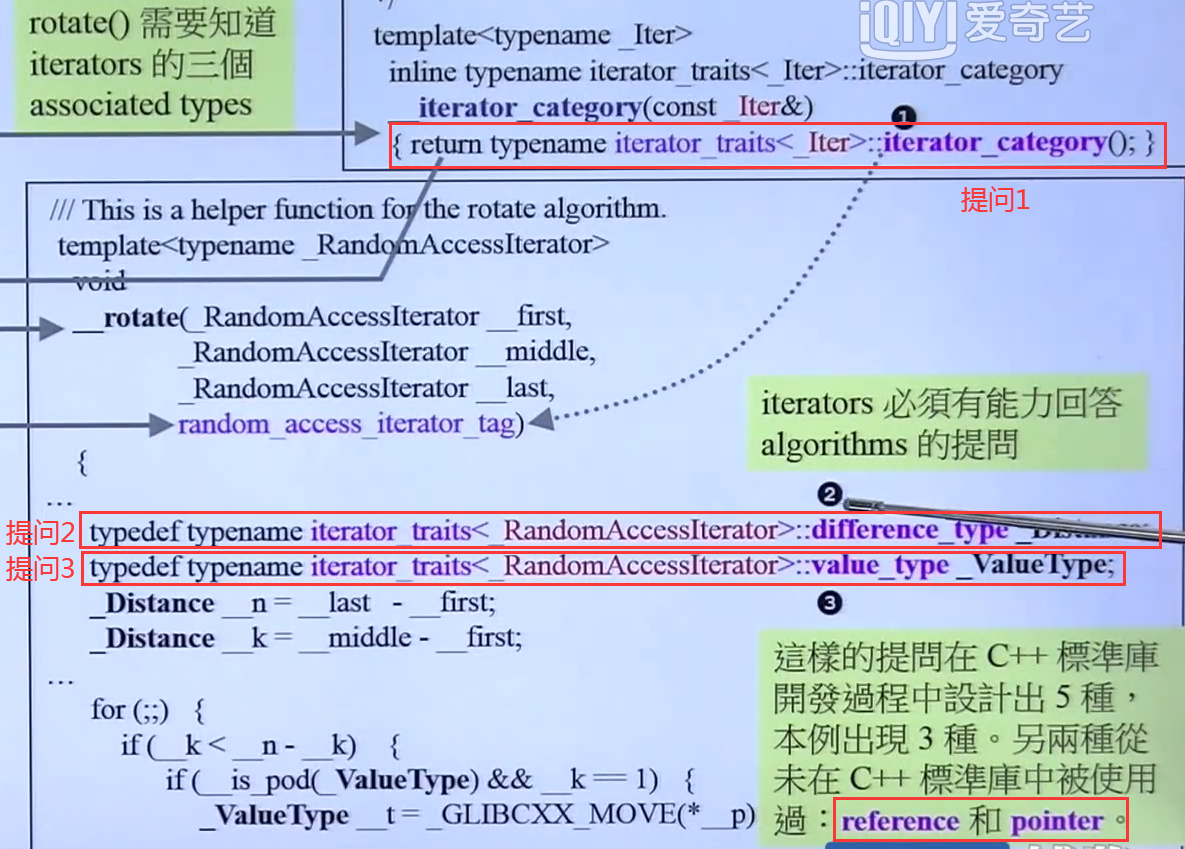 rotate() 需要知道
iterators 的三個
associated types
iQIYI 爱奇艺
template<typename _Iter>
inline typename iterator_traits<_Iter>::iterator_category
__iterator_category(const _Iter&)
❶
{ return typename iterator_traits<_Iter>::iterator_category(); }
提问1
/// This is a helper function for the rotate algorithm.
template<typename _RandomAccessIterator>
void
__rotate(_RandomAccessIterator __first,
_RandomAccessIterator __middle,
_RandomAccessIterator __last,
random_access_iterator_tag)
{
iterators 必須有能力回答
algorithms 的提問
...
❷
提问2 typedef typename iterator_traits<_RandomAccessIterator>::difference_type
提问3 typedef typename iterator_traits<_RandomAccessIterator>::value_type _ValueType;
_Distance __n = __last - __first;
❸
_Distance __k = __middle - __first;
...
for (;;) {
if (__k < __n - __k) {
if (__is_pod(_ValueType) && __k == 1) {
_ValueType __t = _GLIBCXX_MOVE(*__p)
這樣的提問在 C++ 標準庫
開發過程中設計出 5 種，
本例出現 3 種。另兩種從
未在 C++ 標準庫中被使用
過：reference 和 pointer。